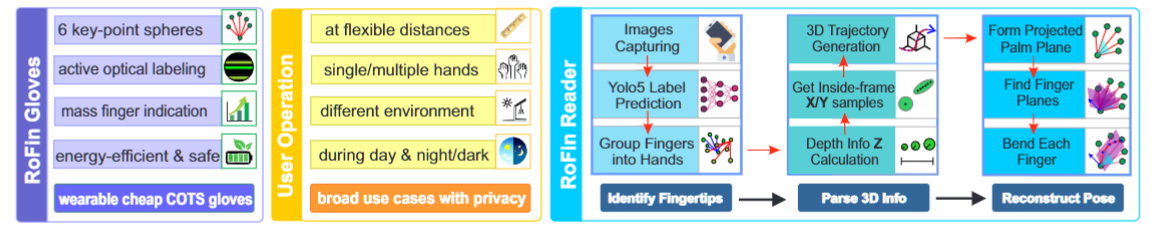 RoFin Gloves
6 key-point spheres
active optical labeling
mass finger indication
energy-efficient & safe
wearable cheap COTS gloves
User Operation
at flexible distances
single/multiple hands
different environment
during day & night/dark
broad use cases with privacy
RoFin Reader
Images
Capturing
Yolo5 Label
Prediction
Group Fingers
into Hands
Identify Fingertips
3D Trajectory
Generation
Get Inside-frame
X/Y samples
Depth Info Z
Calculation
Parse 3D Info
Form Projected
Palm Plane
Find Finger
Planes
Bend Each
Finger
Reconstruct Pose